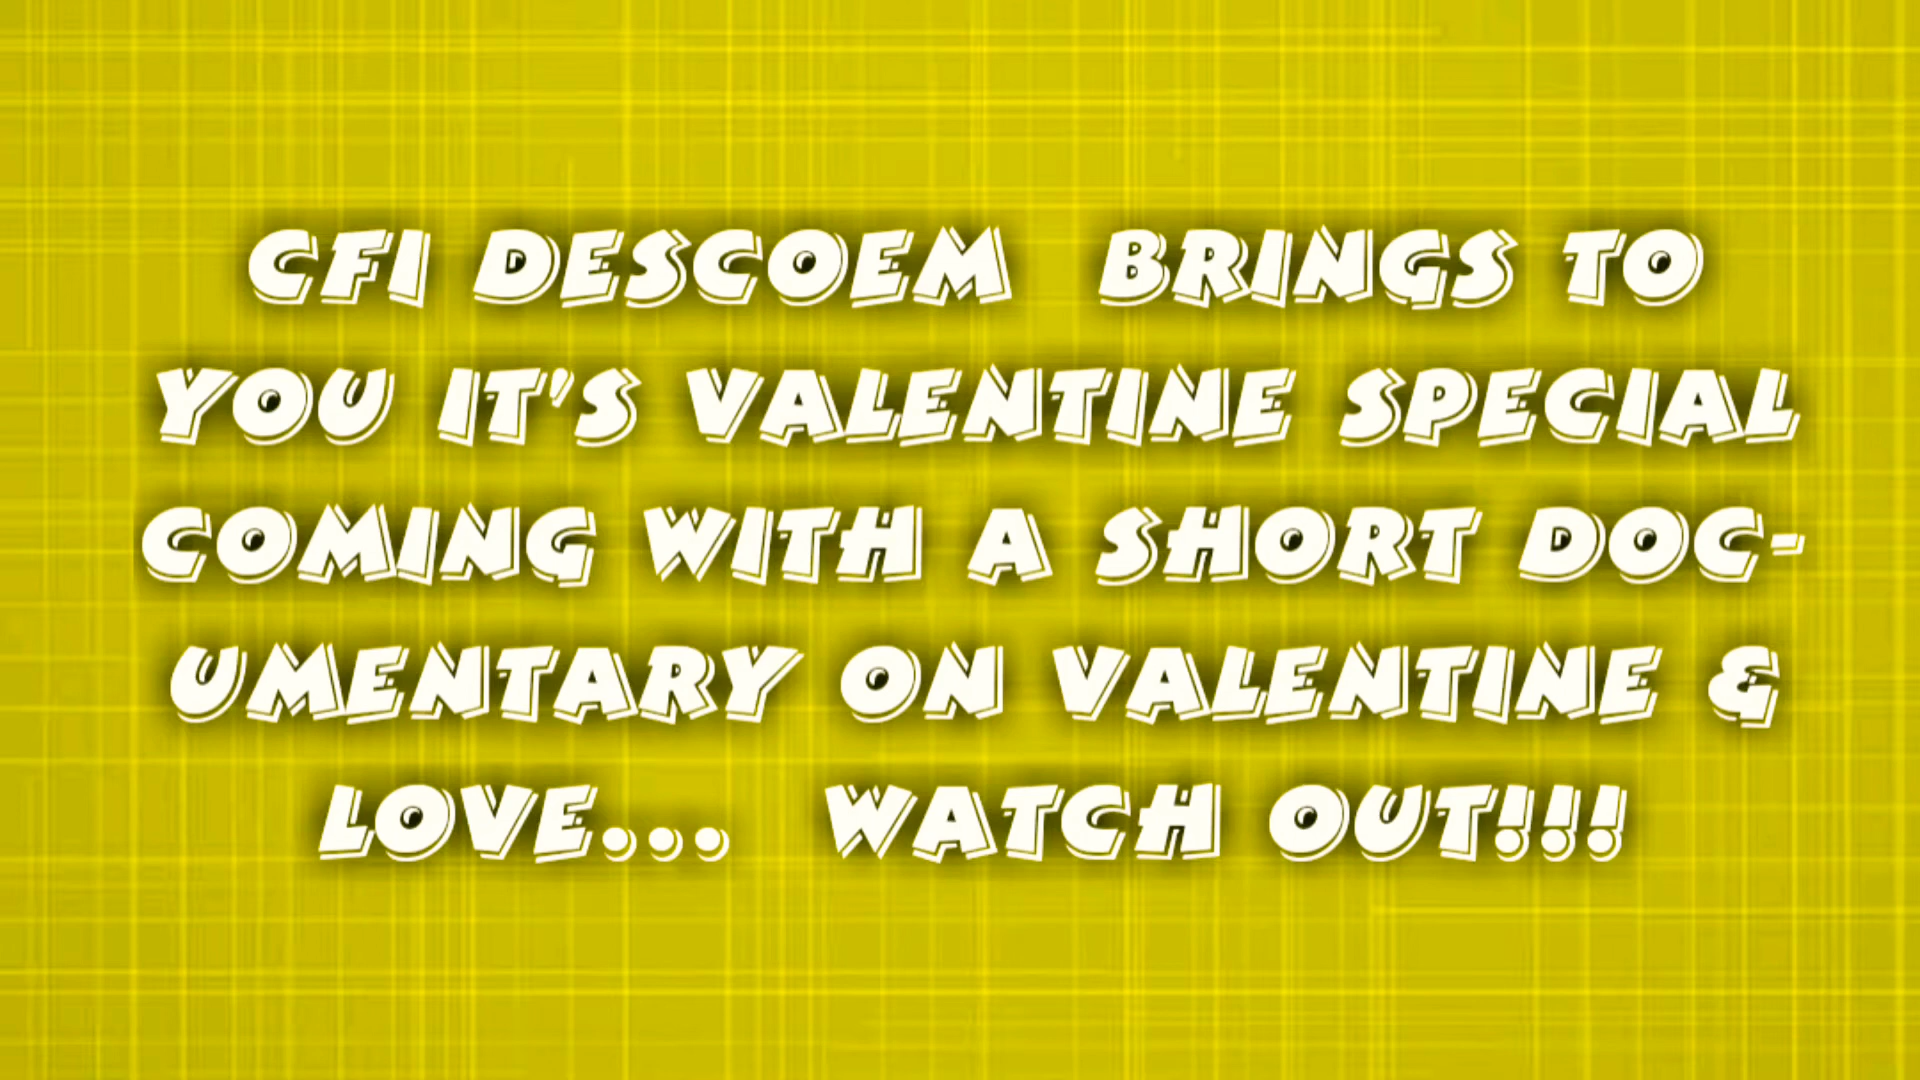 CFI DESCOEM  BRINGS TO
YOU IT'S VALENTINE SPECIAL
COMING WITH A SHORT DOC-
UMENTARY ON VALENTINE &
LOVE...  WATCH OUT!!!